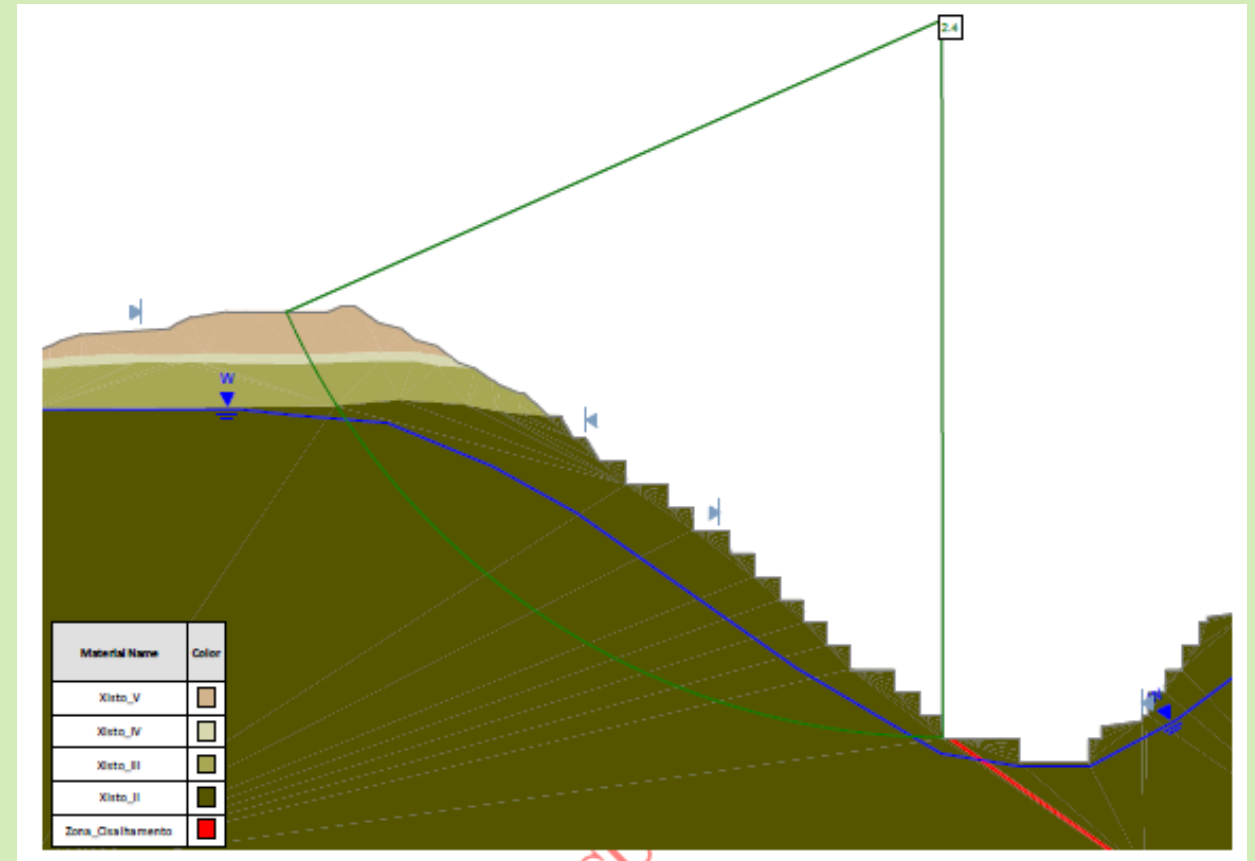 2.4
W
Material Name Color
Xisto_V
Xisto_IV
Xisto_III
Xisto_II
Zona_Cisalhamento